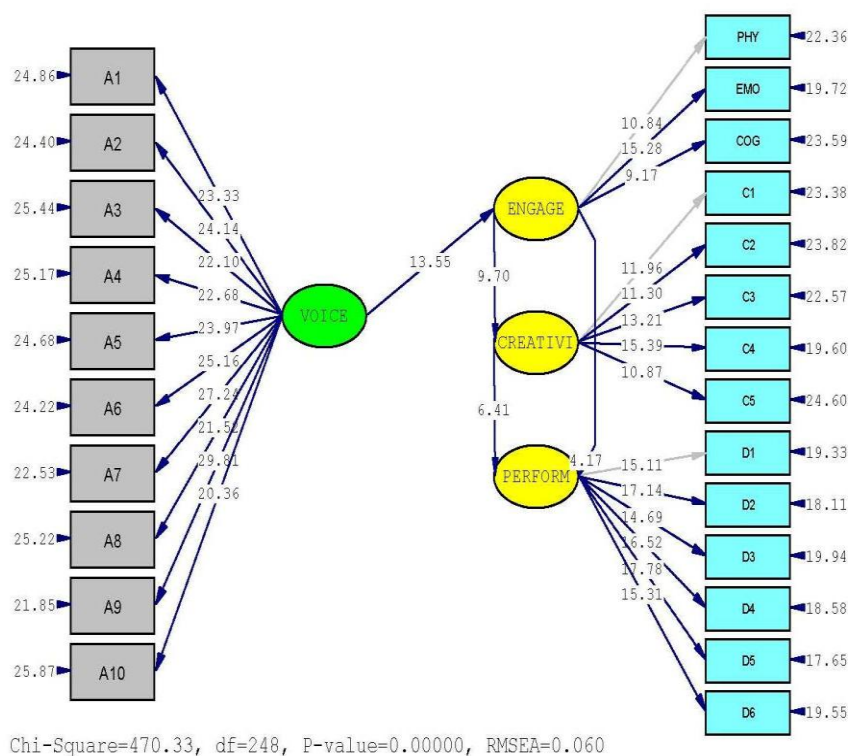 24.86 A1
24.40 A2
25.44 A3
25.17 A4
24.68 A5
24.22 A6
22.53 A7
25.22 A8
21.85 A9
25.87 A10
23.33
24.14
22.10
22.68
23.97
25.16
27.24
21.52
29.81
20.36
VOICE
13.55
ENGAGE
9.70
CREATIVI
6.41
PERFORM
4.17
10.84
15.28
9.17
11.96
11.30
13.21
15.39
10.87
15.11
17.14
14.69
16.52
17.78
15.31
PHY 22.36
EMO 19.72
COG 23.59
C1 23.38
C2 23.82
C3 22.57
C4 19.60
C5 24.60
D1 19.33
D2 18.11
D3 19.94
D4 18.58
D5 17.65
D6 19.55
Chi-Square=470.33, df=248, P-value=0.00000, RMSEA=0.060